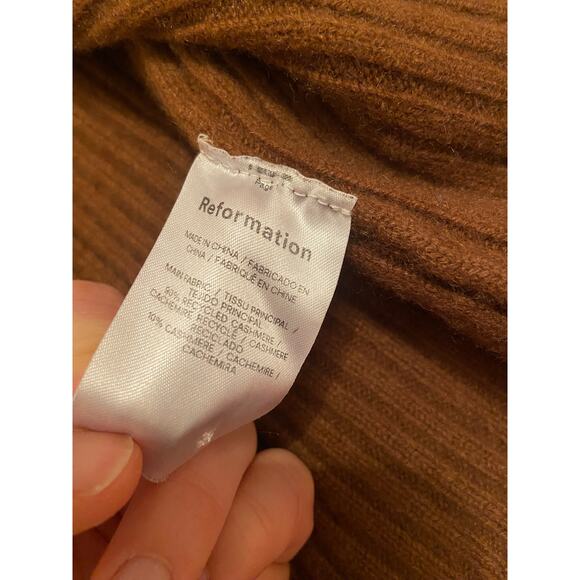 Reformation
MADE IN CHINA / FABRICADO EN
CHINA / FABRIQUÉ EN CHINE
MAIN FABRIC / TISSU PRINCIPAL /
TEJIDO PRINCIPAL
90% RECYCLED CASHMERE /
CACHEMIRE RECYCLÉ / CASHMERE
RECICLADO
10% CASHMERE / CACHEMIRE /
CACHEMIRA